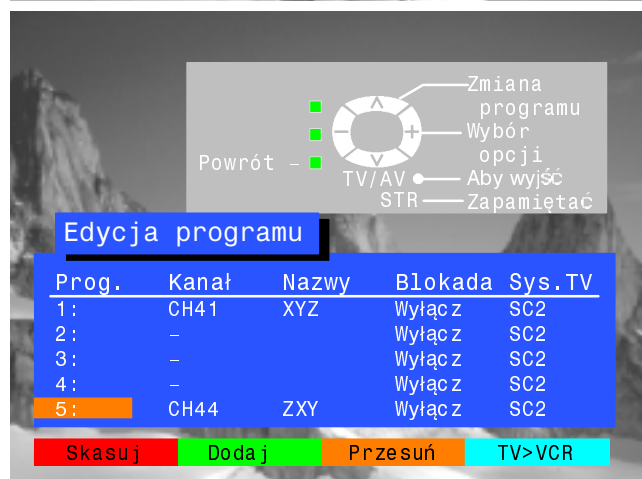 Zmiana
programu
Wybór
opcji
Powrót –
TV/AV Aby wyjść
STR Zapamiętać
Edycja programu
Prog. Kanał Nazwy Blokada Sys.TV
1: CH41 XYZ Wyłącz SC2
2: – Wyłącz SC2
3: – Wyłącz SC2
4: – Wyłącz SC2
5: CH44 ZXY Wyłącz SC2
Skasuj Dodaj Przesuń TV>VCR